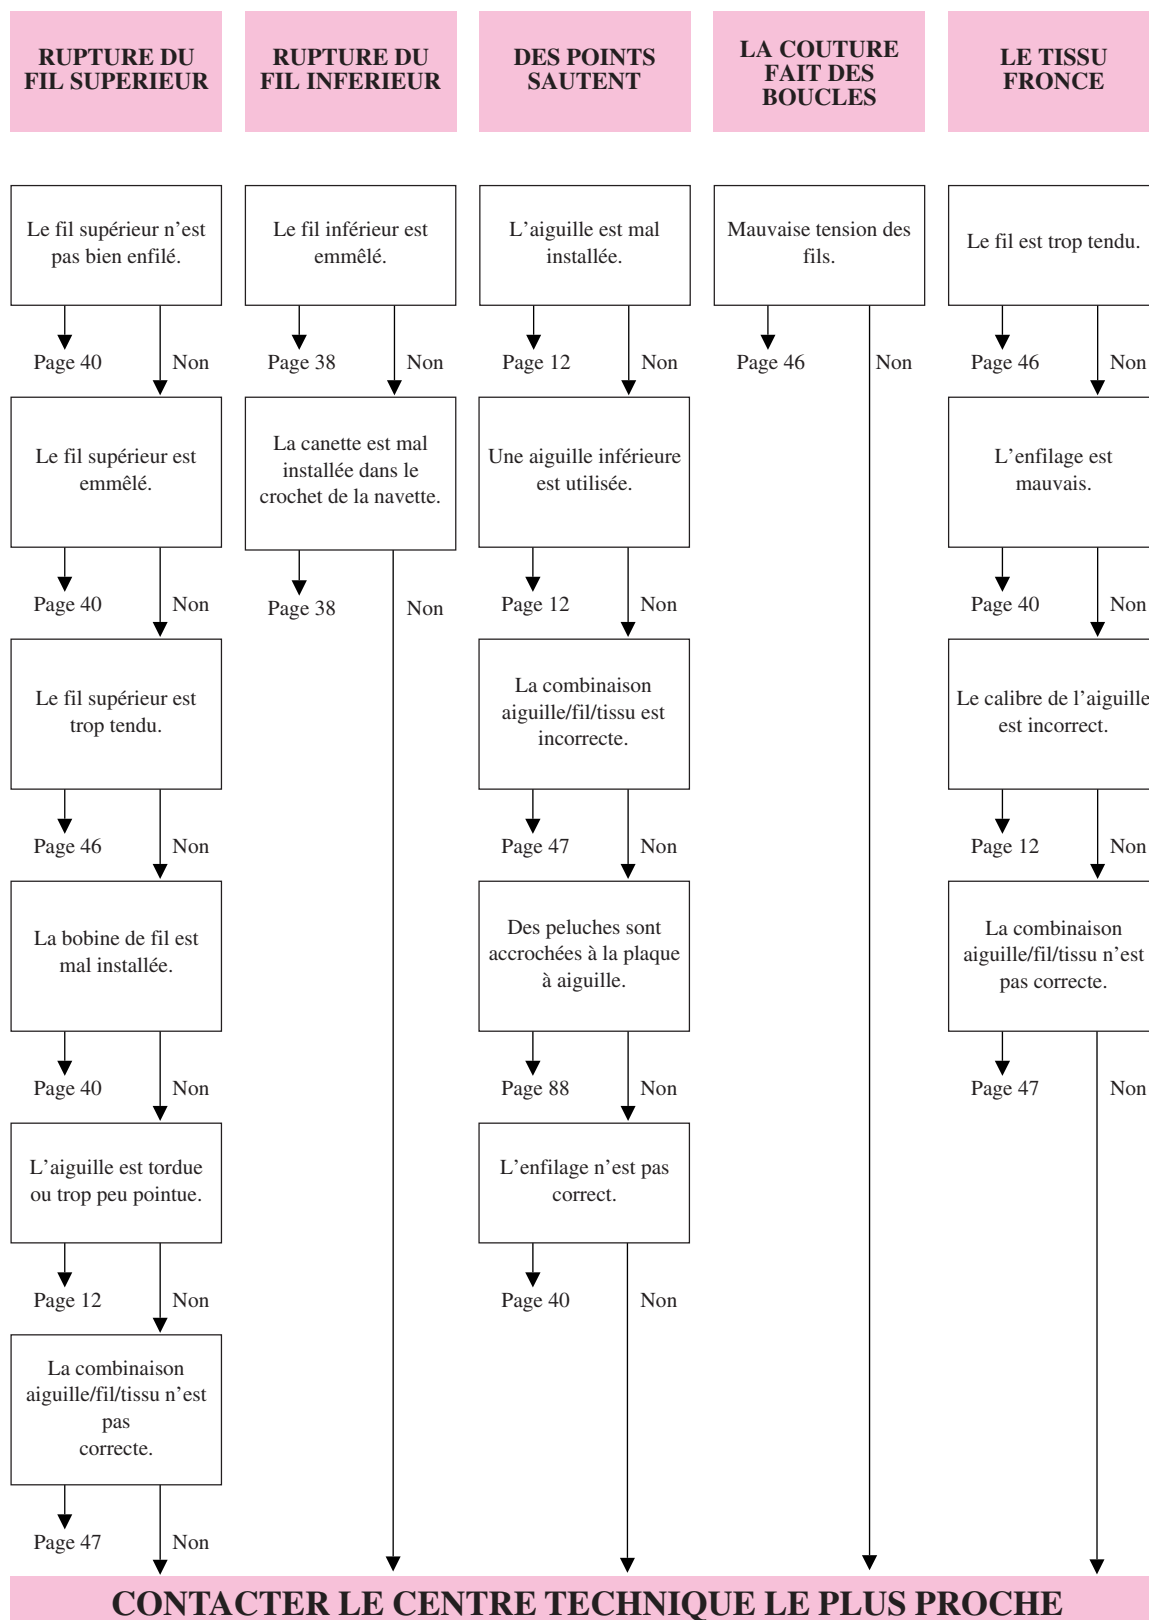 RUPTURE DU
FIL SUPERIEUR
Le fil supérieur n’est
pas bien enfilé.
Page 40
Non
Le fil supérieur est
emmêlé.
Page 40
Non
Le fil supérieur est
trop tendu.
Page 46
Non
La bobine de fil est
mal installée.
Page 40
Non
L’aiguille est tordue
ou trop peu pointue.
Page 12
Non
La combinaison
aiguille/fil/tissu n’est
pas
correcte.
Page 47
Non
RUPTURE DU
FIL INFERIEUR
Le fil inférieur est
emmêlé.
Page 38
Non
La canette est mal
installée dans le
crochet de la navette.
Page 38
Non
DES POINTS
SAUTENT
L’aiguille est mal
installée.
Page 12
Non
Une aiguille inférieure
est utilisée.
Page 12
Non
La combinaison
aiguille/fil/tissu est
incorrecte.
Page 47
Non
Des peluches sont
accrochées à la plaque
à aiguille.
Page 88
Non
L’enfilage n’est pas
correct.
Page 40
Non
LA COUTURE
FAIT DES
BOUCLES
Mauvaise tension des
fils.
Page 46
Non
LE TISSU
FRONCE
Le fil est trop tendu.
Page 46
Non
L’enfilage est
mauvais.
Page 40
Non
Le calibre de l’aiguille
est incorrect.
Page 12
Non
La combinaison
aiguille/fil/tissu n’est
pas correcte.
Page 47
Non
CONTACTER LE CENTRE TECHNIQUE LE PLUS PROCHE